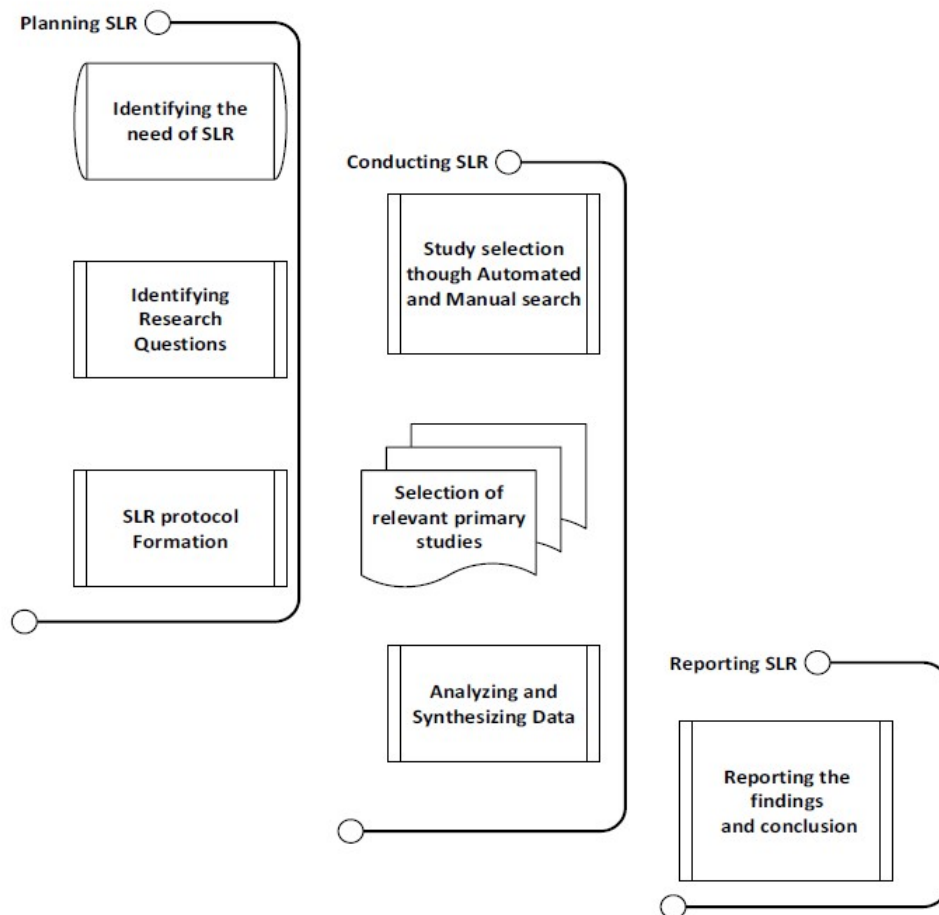 Planning SLR
Identifying the
need of SLR
Identifying
Research
Questions
SLR protocol
Formation
Conducting SLR
Study selection
though Automated
and Manual search
Selection of
relevant primary
studies
Analyzing and
Synthesizing Data
Reporting SLR
Reporting the
findings
and conclusion